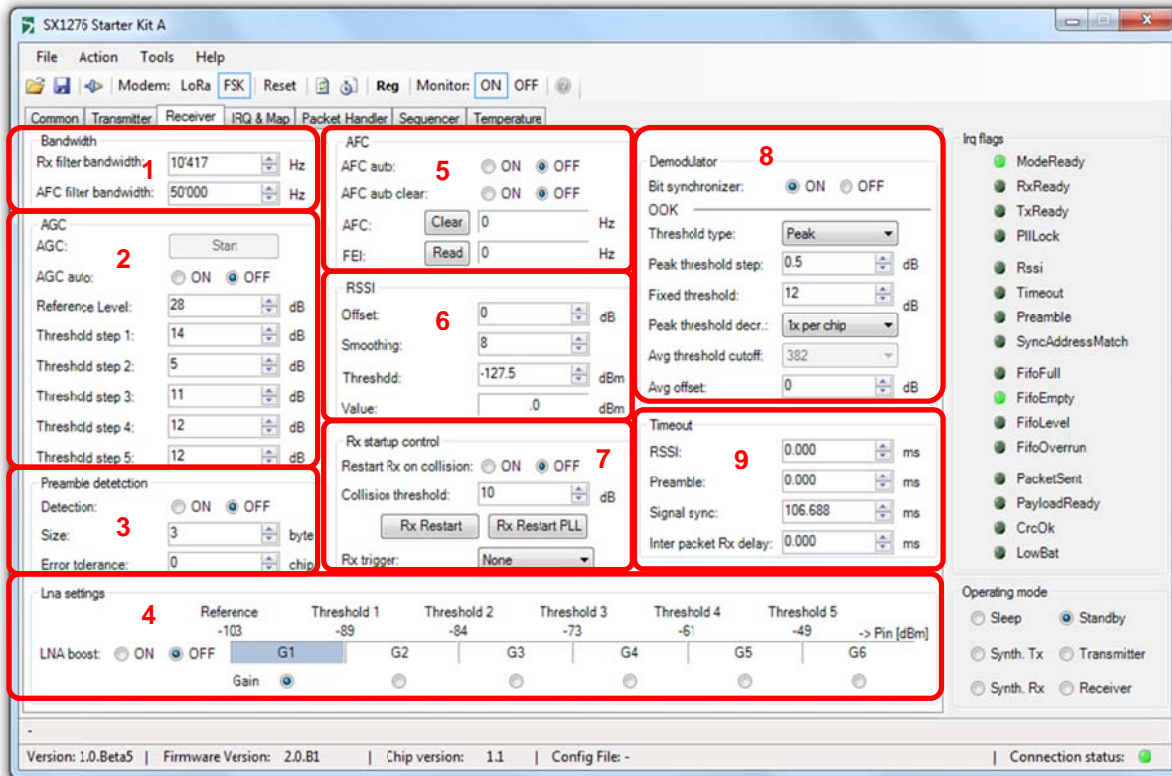 SX1276 Starter Kit A
File Action Tools Help
Modem: LoRa FSK Reset Reg Monitor: ON OFF
Common Transmitter Receiver IRQ & Map Packet Handler Sequencer Temperature
Bandwidth
1
Rx filter bandwidth: 10'417 Hz
AFC filter bandwidth: 50'000 Hz
AGC
2
AGC: Start
AGC auto: ON OFF
Reference Level: 28 dB
Threshold step 1: 14 dB
Threshold step 2: 5 dB
Threshold step 3: 11 dB
Threshold step 4: 12 dB
Threshold step 5: 12 dB
Preamble detetction
3
Detection: ON OFF
Size: 3 byte
Error tolerance: 0 chip
AFC
5
AFC auto: ON OFF
AFC auto clear: ON OFF
AFC: Clear 0 Hz
FEI: Read 0 Hz
RSSI
6
Offset: 0 dB
Smoothing: 8
Threshold: -127.5 dBm
Value: .0 dBm
Rx startup control
7
Restart Rx on collision: ON OFF
Collision threshold: 10 dB
Rx Restart Rx Restart PLL
Rx trigger: None
8
Demodulator
Bit synchronizer: ON OFF
OOK
Threshold type: Peak
Peak threshold step: 0.5 dB
Fixed threshold: 12 dB
Peak threshold decr.: 1x per chip
Avg threshold cutoff: 382
Avg offset: 0 dB
Timeout
9
RSSI: 0.000 ms
Preamble: 0.000 ms
Signal sync: 106.688 ms
Inter packet Rx delay: 0.000 ms
Lna settings
4
Reference Threshold 1 Threshold 2 Threshold 3 Threshold 4 Threshold 5
-103 -89 -84 -73 -61 -49 -> Pin [dBm]
LNA boost: ON OFF G1 G2 G3 G4 G5 G6
Gain
Irq flags
ModeReady
RxReady
TxReady
PllLock
Rssi
Timeout
Preamble
SyncAddressMatch
FifoFull
FifoEmpty
FifoLevel
FifoOverrun
PacketSent
PayloadReady
CrcOk
LowBat
Operating mode
Sleep Standby
Synth. Tx Transmitter
Synth. Rx Receiver
-
Version: 1.0.Beta5 | Firmware Version: 2.0.B1 | Chip version: 1.1 | Config File: - | Connection status: